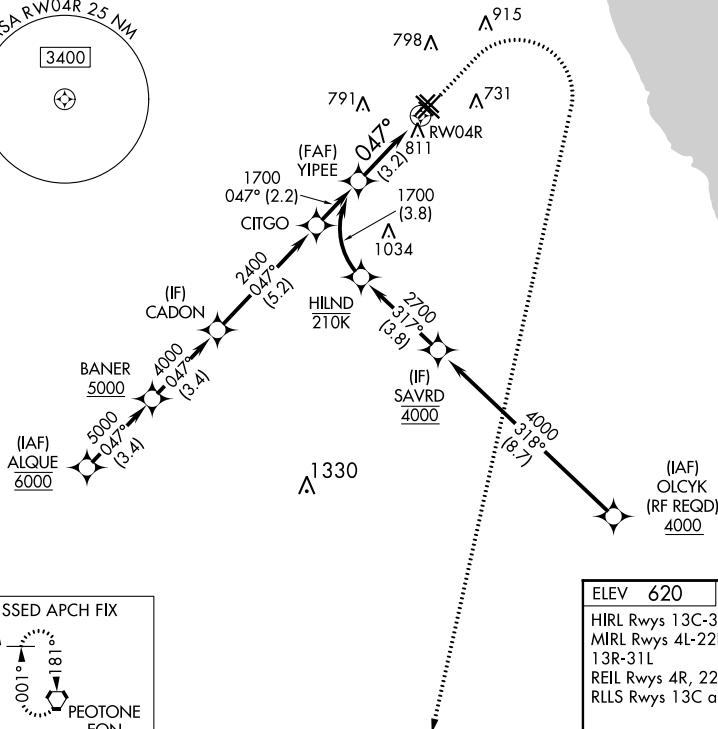 SA RW04R 25 NM
3400
915
798
791
731
RW04R
811
047°
(3.2)
(FAF)
YIPEE
1700
047° (2.2)
1700
(3.8)
CITGO
1034
2400
047°
(5.2)
(IF)
CADON
HILND
210K
2700
317°
(3.8)
BANER
5000
4000
047°
(3.4)
(IF)
SAVRD
4000
5000
047°
(3.4)
(IAF)
ALQUE
6000
4000
318°
(8.7)
1330
(IAF)
OLCYK
(RF REQD)
4000
SSED APCH FIX
001°
181°
PEOTONE
ELEV 620
HIRL Rwys 13C-3
MIRL Rwys 4L-22
13R-31L
REIL Rwys 4R, 22
RLLS Rwys 13C a